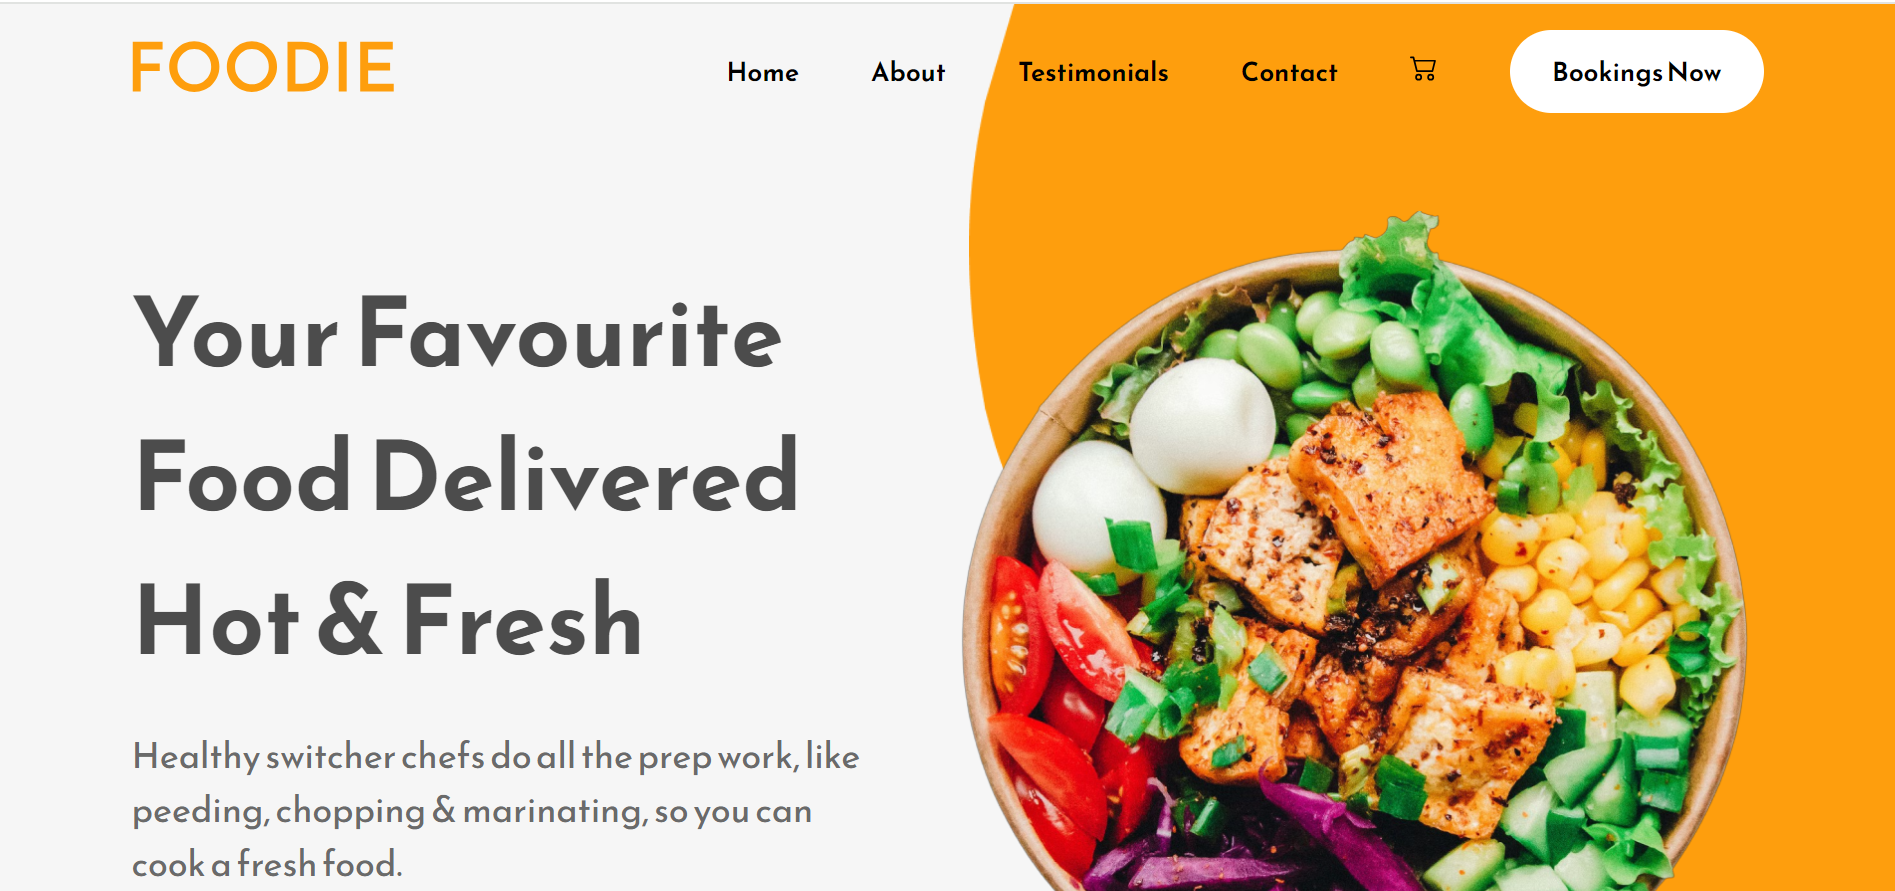 FOODIE
Home About Testimonials Contact Bookings Now
Your Favourite
Food Delivered
Hot & Fresh
Healthy switcher chefs do all the prep work, like
peeding, chopping & marinating, so you can
cook a fresh food.